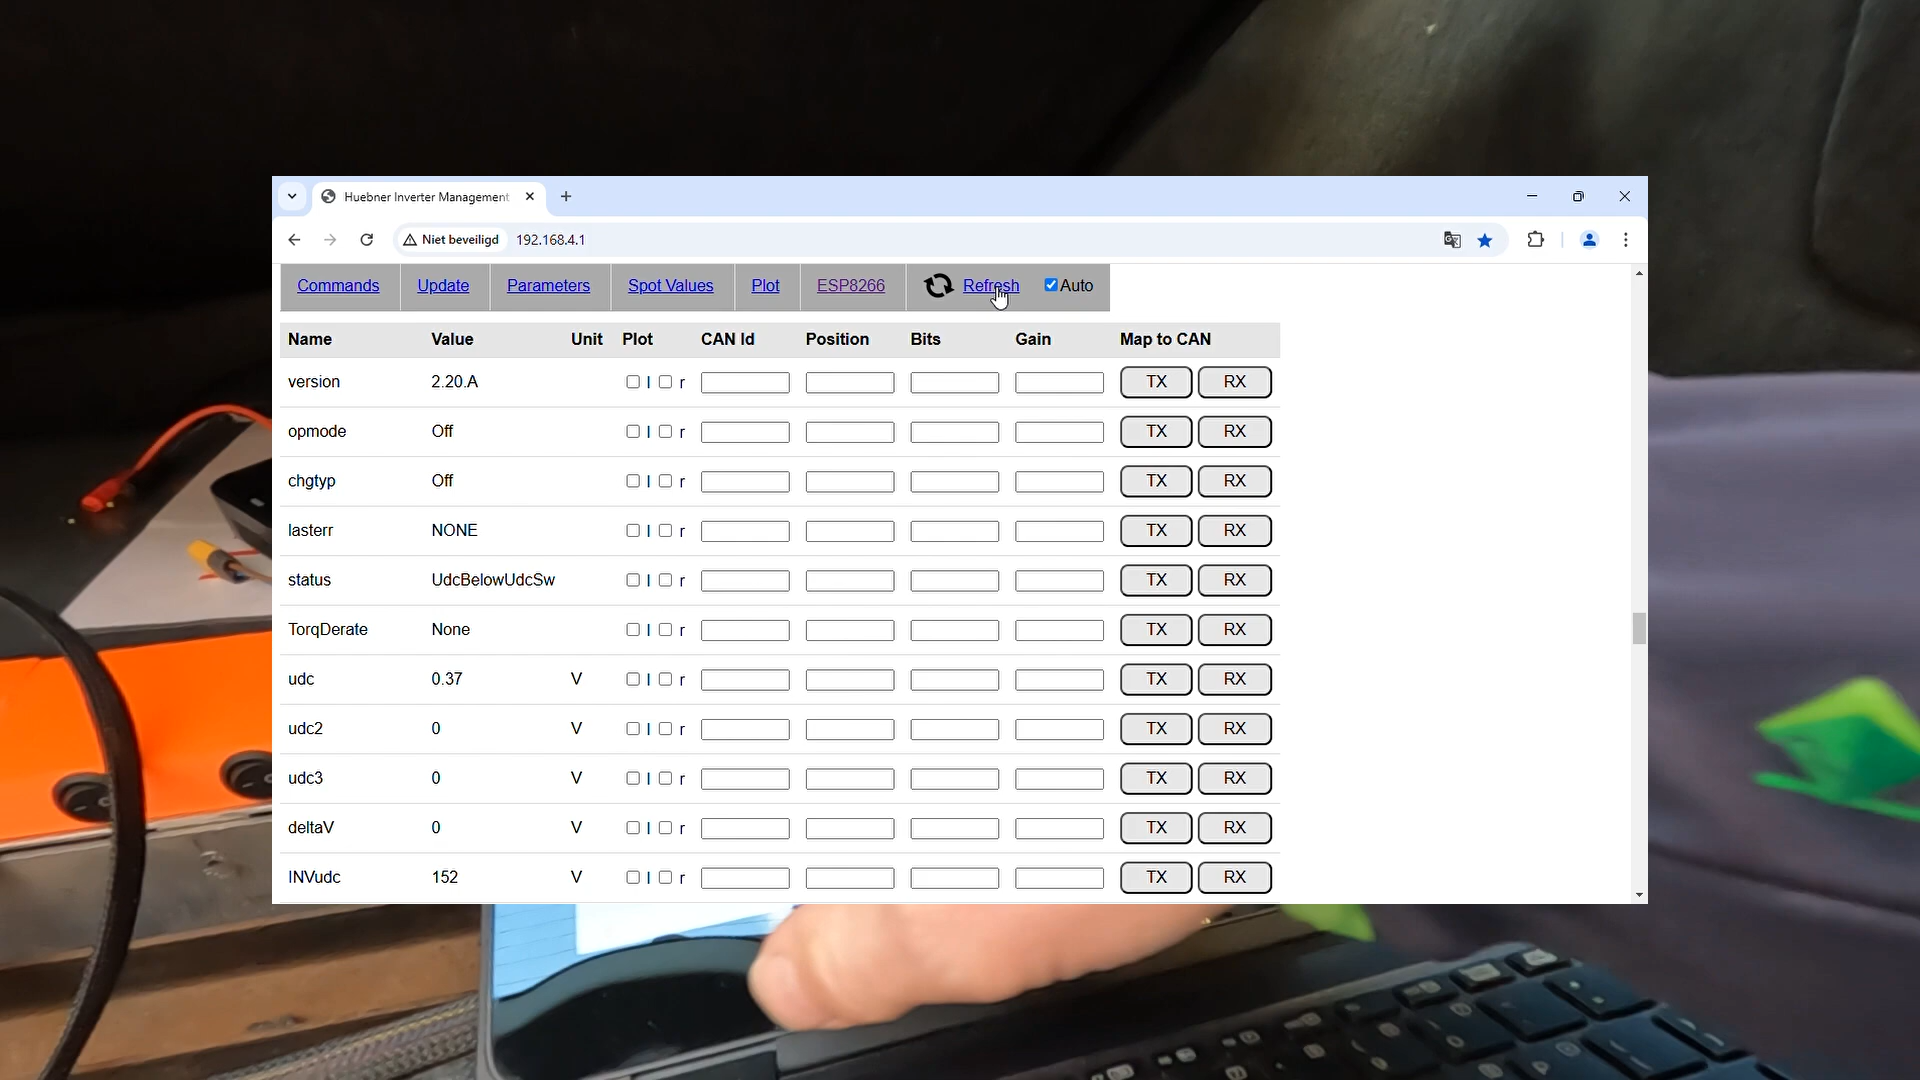 Huebner Inverter Management
Niet beveiligd 192.168.4.1
Commands Update Parameters Spot Values Plot ESP8266 Refresh Auto
Name Value Unit Plot CAN Id Position Bits Gain Map to CAN
version 2.20.A l r TX RX
opmode Off l r TX RX
chgtyp Off l r TX RX
lasterr NONE l r TX RX
status UdcBelowUdcSw l r TX RX
TorqDerate None l r TX RX
udc 0.37 V l r TX RX
udc2 0 V l r TX RX
udc3 0 V l r TX RX
deltaV 0 V l r TX RX
INVudc 152 V l r TX RX